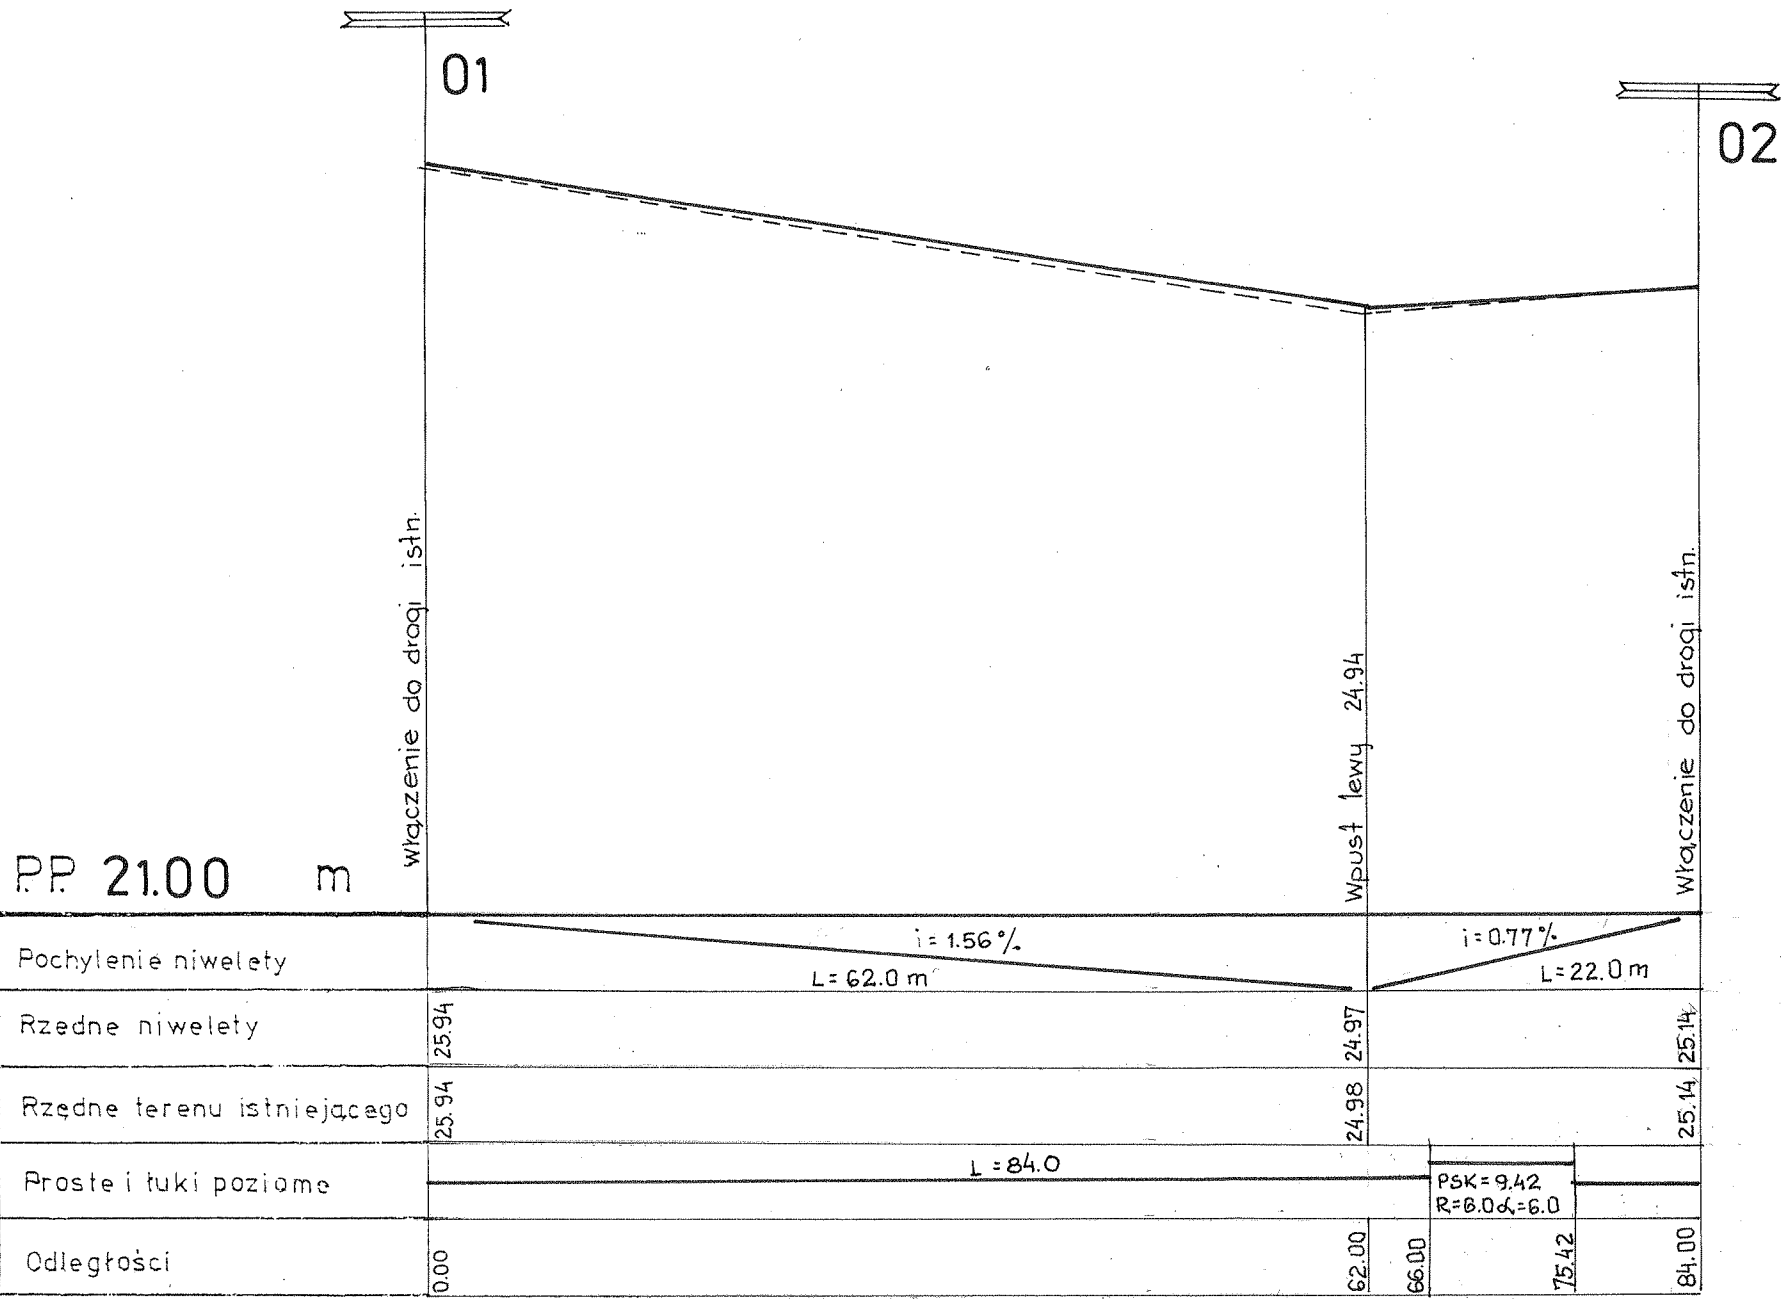 01
02
Włączenie do drogi istn.
Wpust lewy 24.94
Włączenie do drogi istn.
P.P. 21.00 m
Pochylenie niwelety
i = 1.56 %
L = 62.0 m
i = 0.77 %
L = 22.0 m
Rzedne niwelety
25.94
24.97
25.14
Rzędne terenu istniejącego
25.94
24.98
25.14
Proste i łuki poziome
L = 84.0
PSK = 9.42
R=6.0 α=6.0
Odległości
0.00
62.00
66.00
75.42
84.00